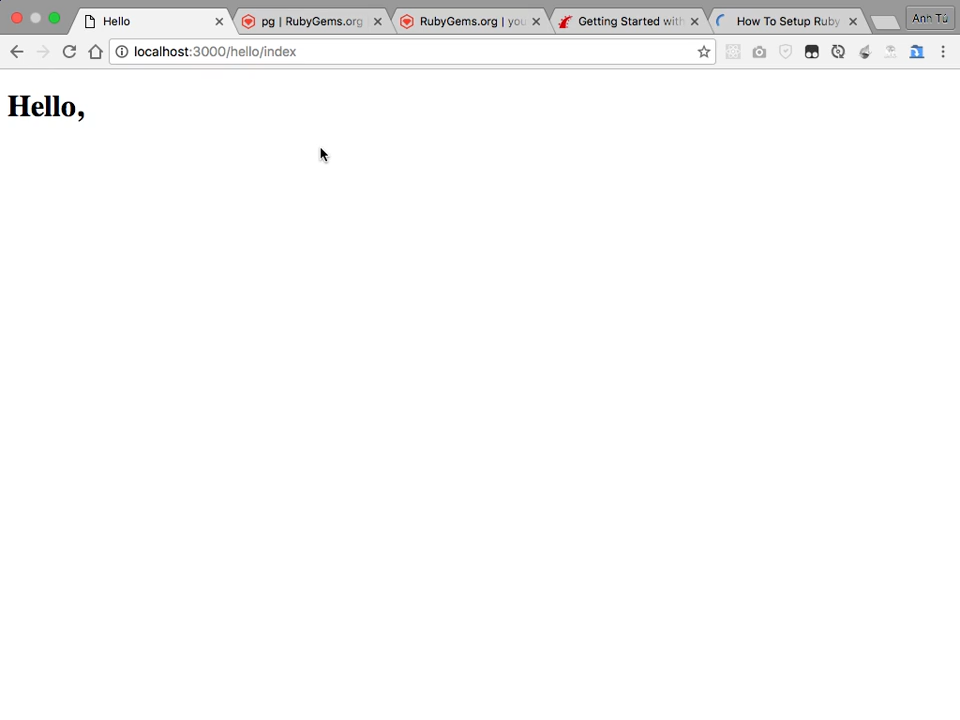 Hello
pg | RubyGems.org
RubyGems.org | you
Getting Started with
How To Setup Ruby
Anh Tú
localhost:3000/hello/index
Hello,